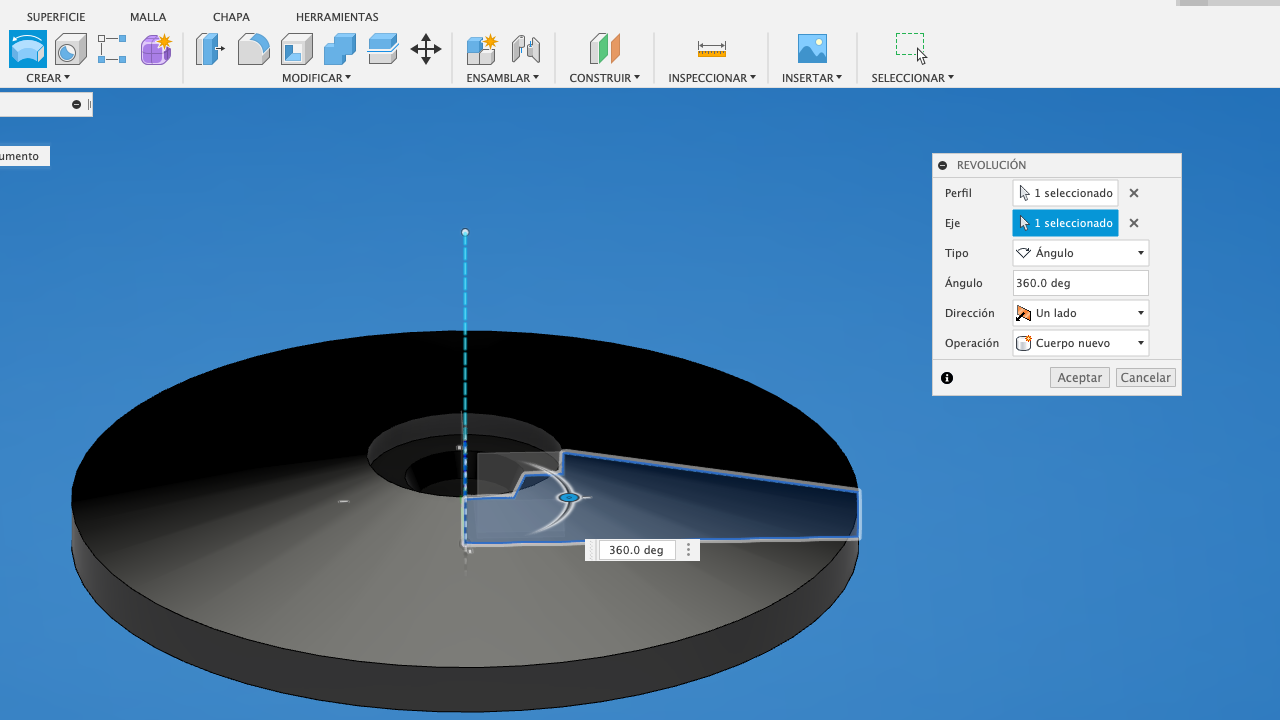 SUPERFICIE MALLA CHAPA HERRAMIENTAS
CREAR MODIFICAR ENSAMBLAR CONSTRUIR INSPECCIONAR INSERTAR SELECCIONAR
umento
REVOLUCIÓN
Perfil 1 seleccionado
Eje 1 seleccionado
Tipo Ángulo
Ángulo 360.0 deg
Dirección Un lado
Operación Cuerpo nuevo
Aceptar Cancelar
360.0 deg